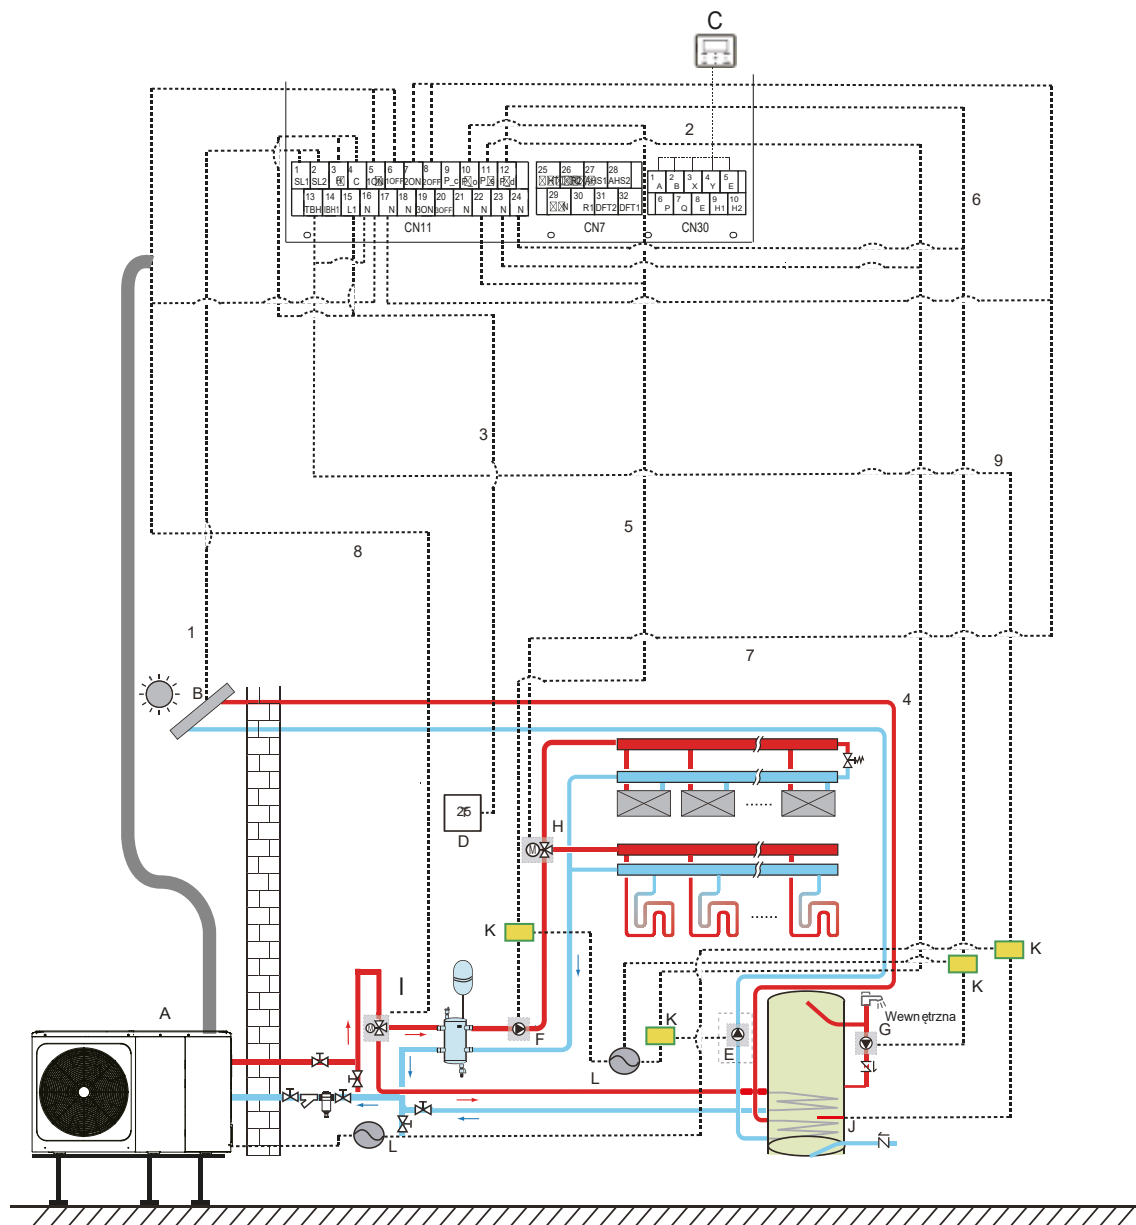 C
2
1 2 3 4 5 6 7 8 9 10 11 12
SL1 SL2 C 1OFF 2ON 2OFF P_c
13 14 15 16 17 18 19 20 21 22 23 24
TBH IBH1 L1 N N N 3ON 3OFF N N N N
CN11
25 26 27 28
AHS1 AHS2
29 30 31 32
N R1 DFT2 DFT1
CN7
1 2 3 4 5
A B X Y E
6 7 8 9 10
P Q E H1 H2
CN30
6
3
9
5
8
1
7
B
4
D
H
K
K
K
I
A
K
Wewnętrzna
G
F
E
L
J
L
M
M